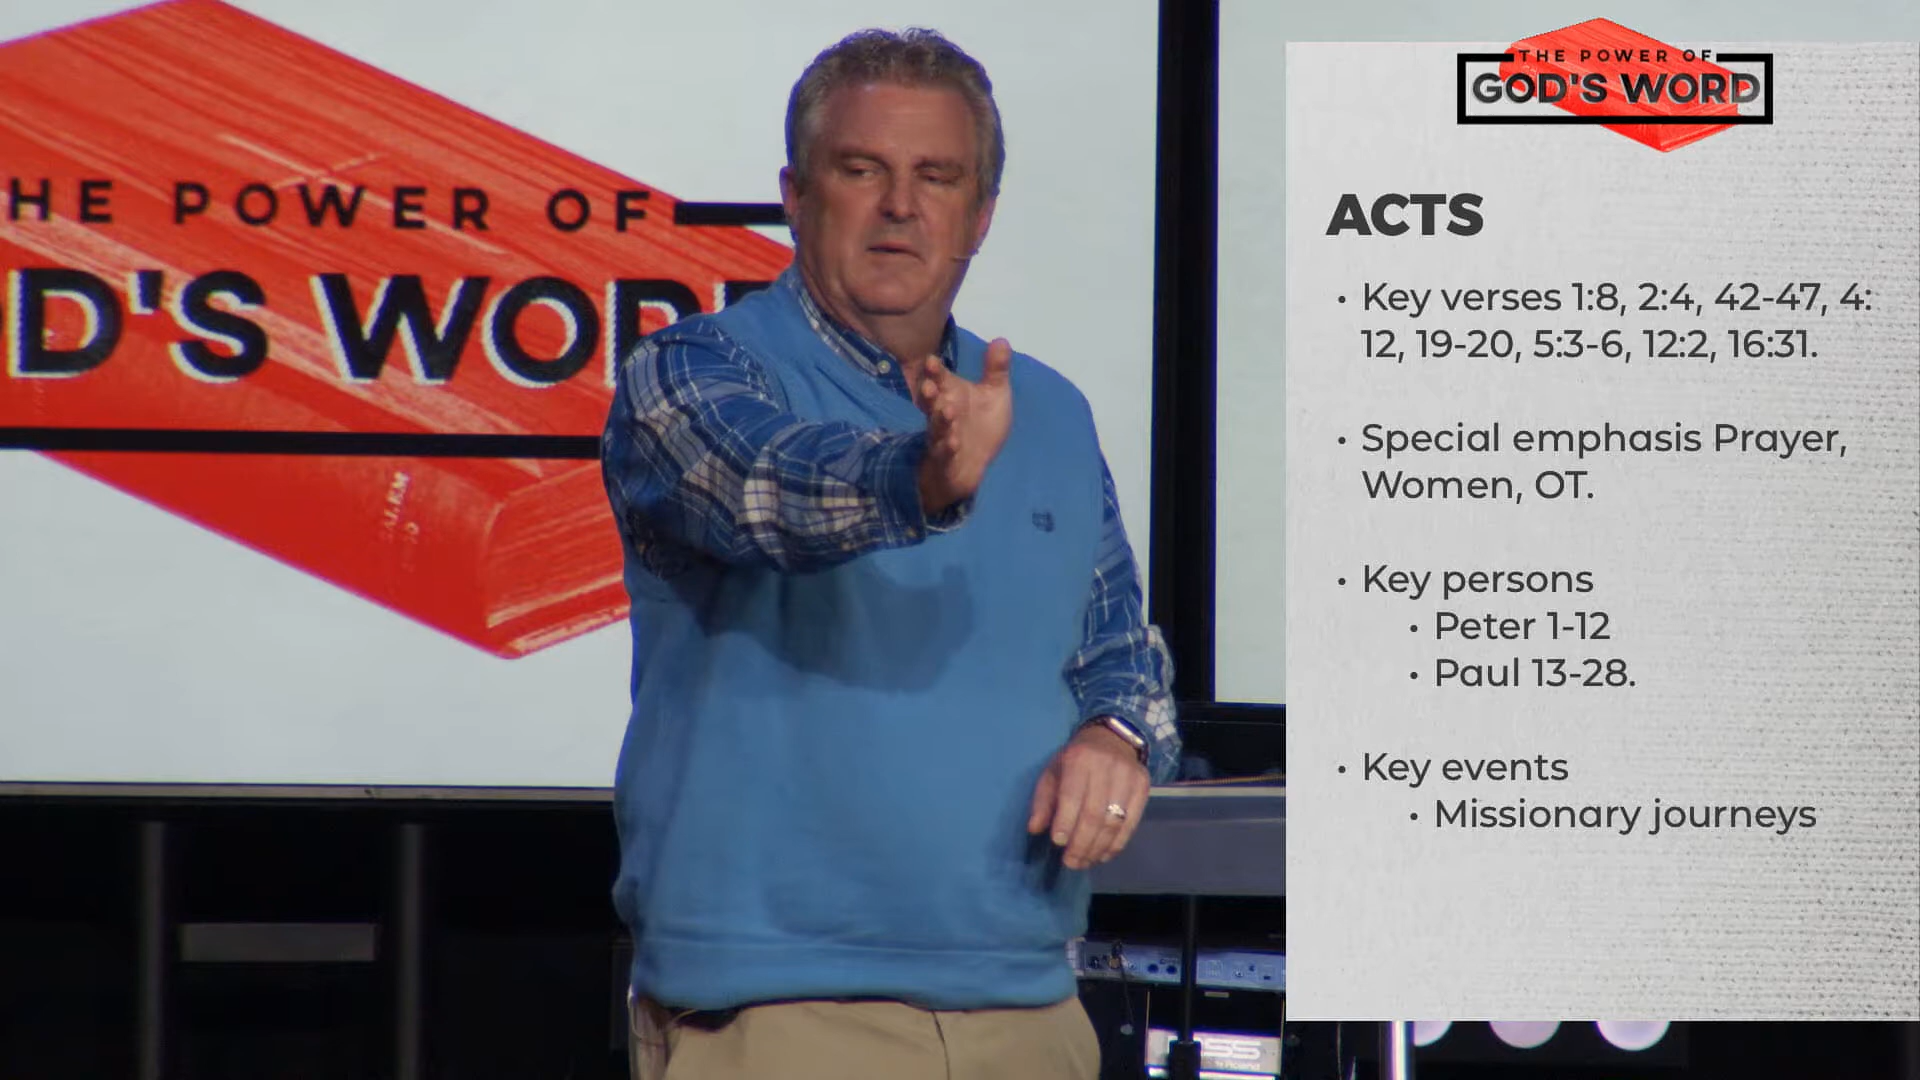 HE POWER OF
D'S WOR
THE POWER OF
GOD'S WORD
ACTS
• Key verses 1:8, 2:4, 42-47, 4:
12, 19-20, 5:3-6, 12:2, 16:31.
• Special emphasis Prayer,
Women, OT.
• Key persons
• Peter 1-12
• Paul 13-28.
• Key events
• Missionary journeys